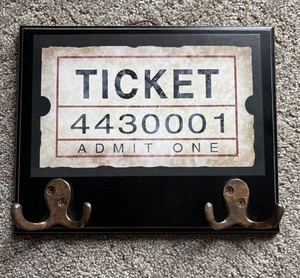 TICKET
4430001
ADMIT ONE